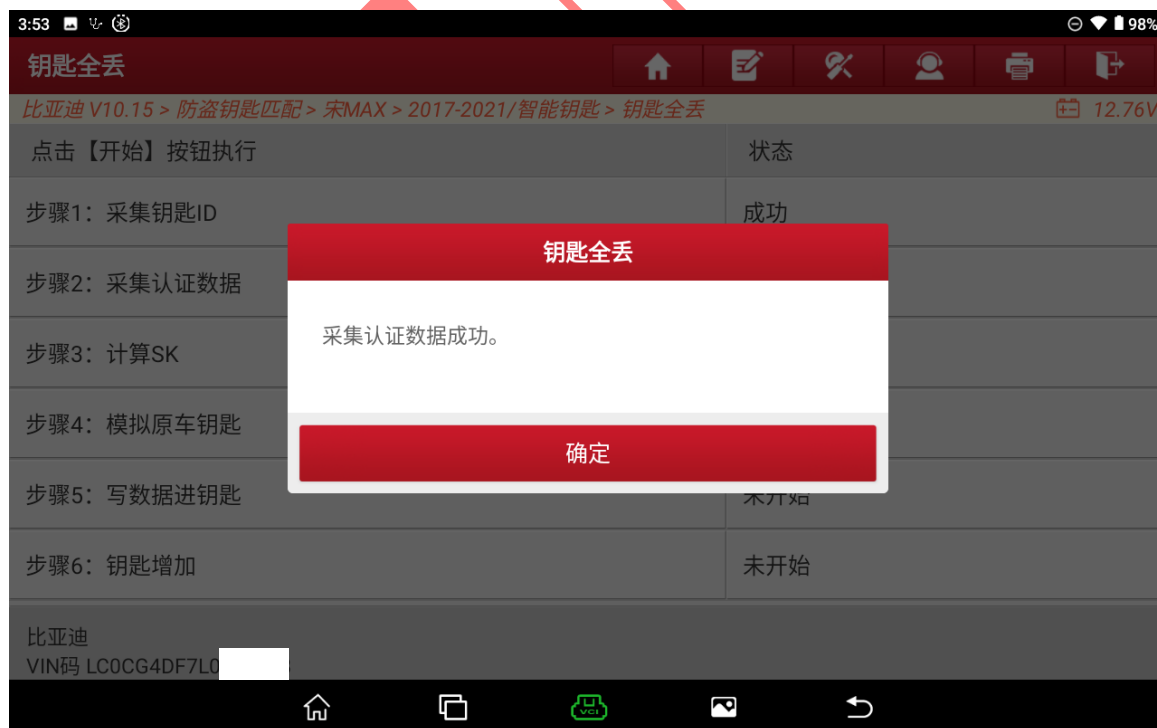 3:53 98%
钥匙全丢
比亚迪 V10.15 > 防盗钥匙匹配 > 宋MAX > 2017-2021/智能钥匙 > 钥匙全丢 12.76V
点击【开始】按钮执行 状态
步骤1：采集钥匙ID 成功
钥匙全丢
步骤2：采集认证数据
采集认证数据成功。
步骤3：计算SK
步骤4：模拟原车钥匙
确定
步骤5：写数据进钥匙 未开始
步骤6：钥匙增加 未开始
比亚迪
VIN码 LC0CG4DF7L0
VCI